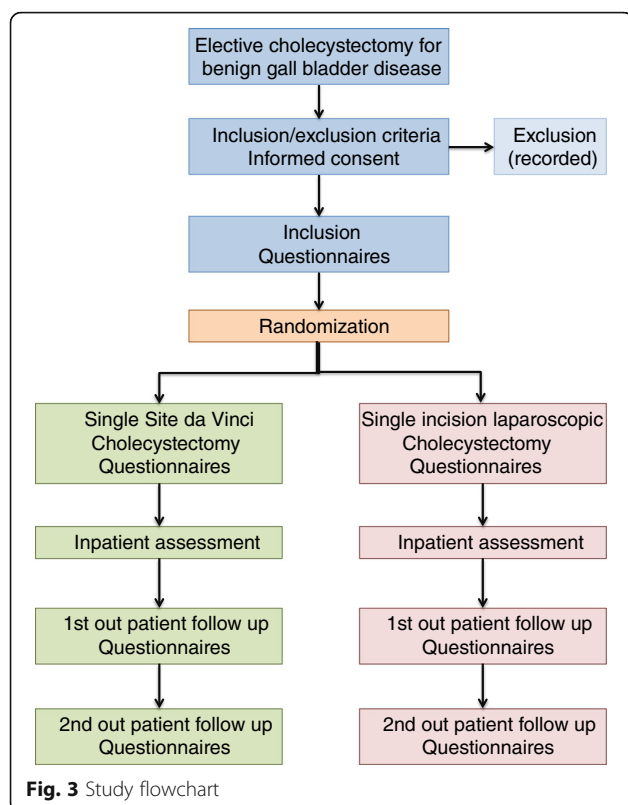 Elective cholecystectomy for
benign gall bladder disease
Inclusion/exclusion criteria
Informed consent
Exclusion
(recorded)
Inclusion
Questionnaires
Randomization
Single Site da Vinci
Cholecystectomy
Questionnaires
Single incision laparoscopic
Cholecystectomy
Questionnaires
Inpatient assessment
Inpatient assessment
1st out patient follow up
Questionnaires
1st out patient follow up
Questionnaires
2nd out patient follow up
Questionnaires
2nd out patient follow up
Questionnaires
Fig. 3 Study flowchart